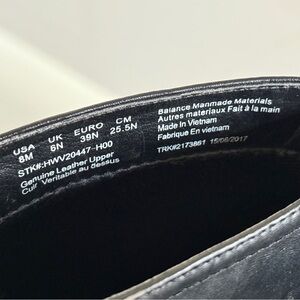 USA UK EURO CM
8M 6N 39N 25.5N
STK#:HWV20447-H00
Genuine Leather Upper
Cuir Veritable au dessus
Balance Manmade Materials
Autres materiaux Fait à la main
Made In Vietnam
Fabrique En vietnam
TRK#2173861 15/06/2017